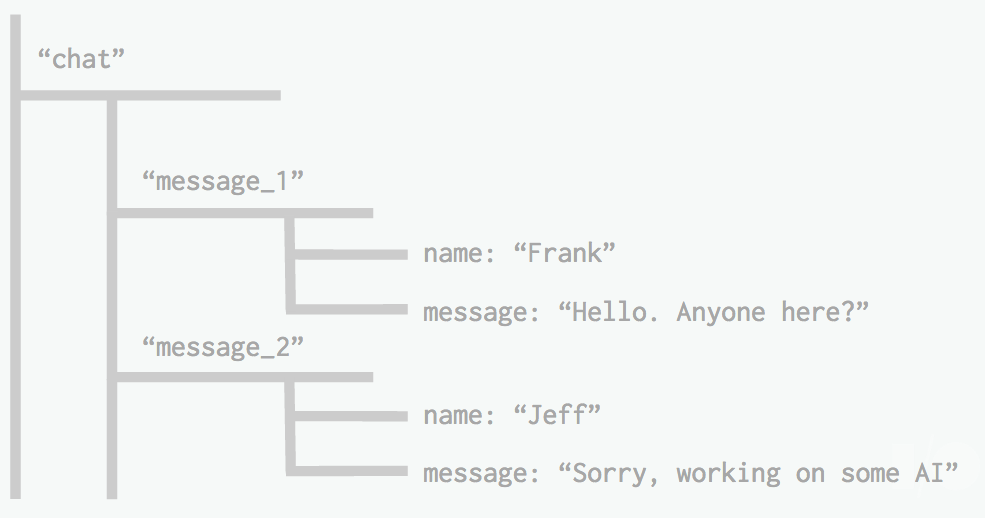 “chat”
“message_1”
name: “Frank”
message: “Hello. Anyone here?”
“message_2”
name: “Jeff”
message: “Sorry, working on some AI”